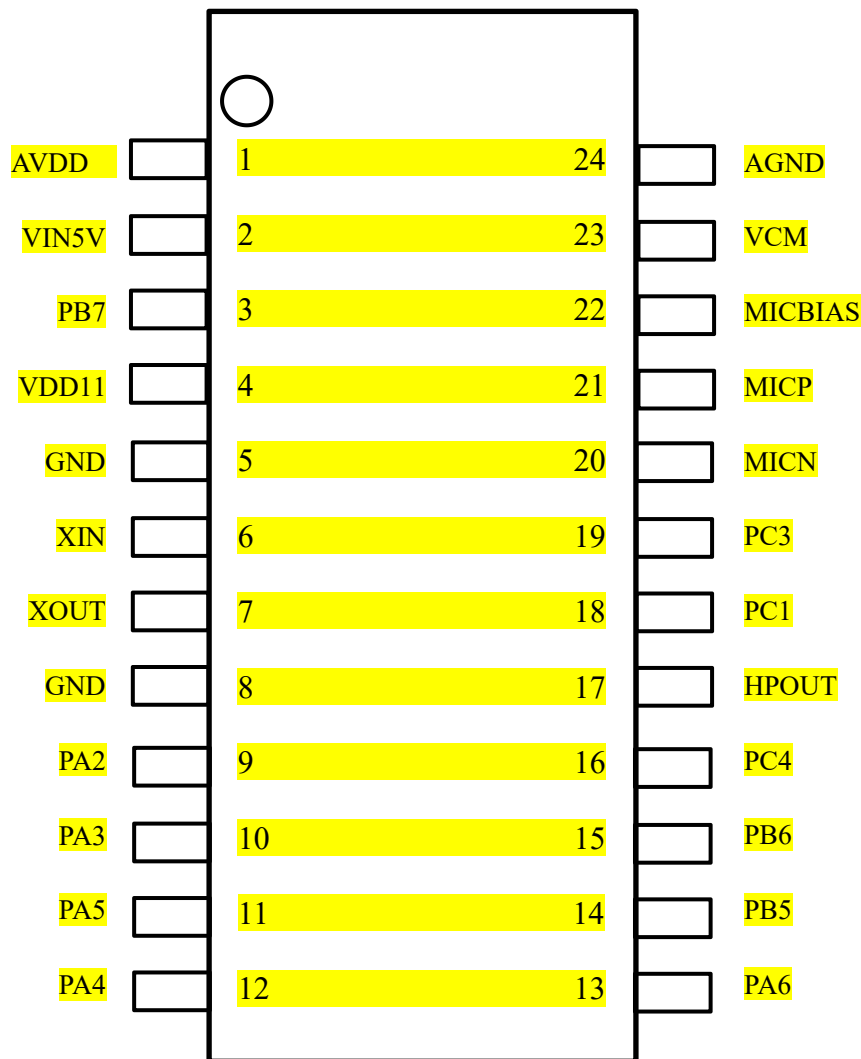 AVDD 1 24 AGND
VIN5V 2 23 VCM
PB7 3 22 MICBIAS
VDD11 4 21 MICP
GND 5 20 MICN
XIN 6 19 PC3
XOUT 7 18 PC1
GND 8 17 HPOUT
PA2 9 16 PC4
PA3 10 15 PB6
PA5 11 14 PB5
PA4 12 13 PA6